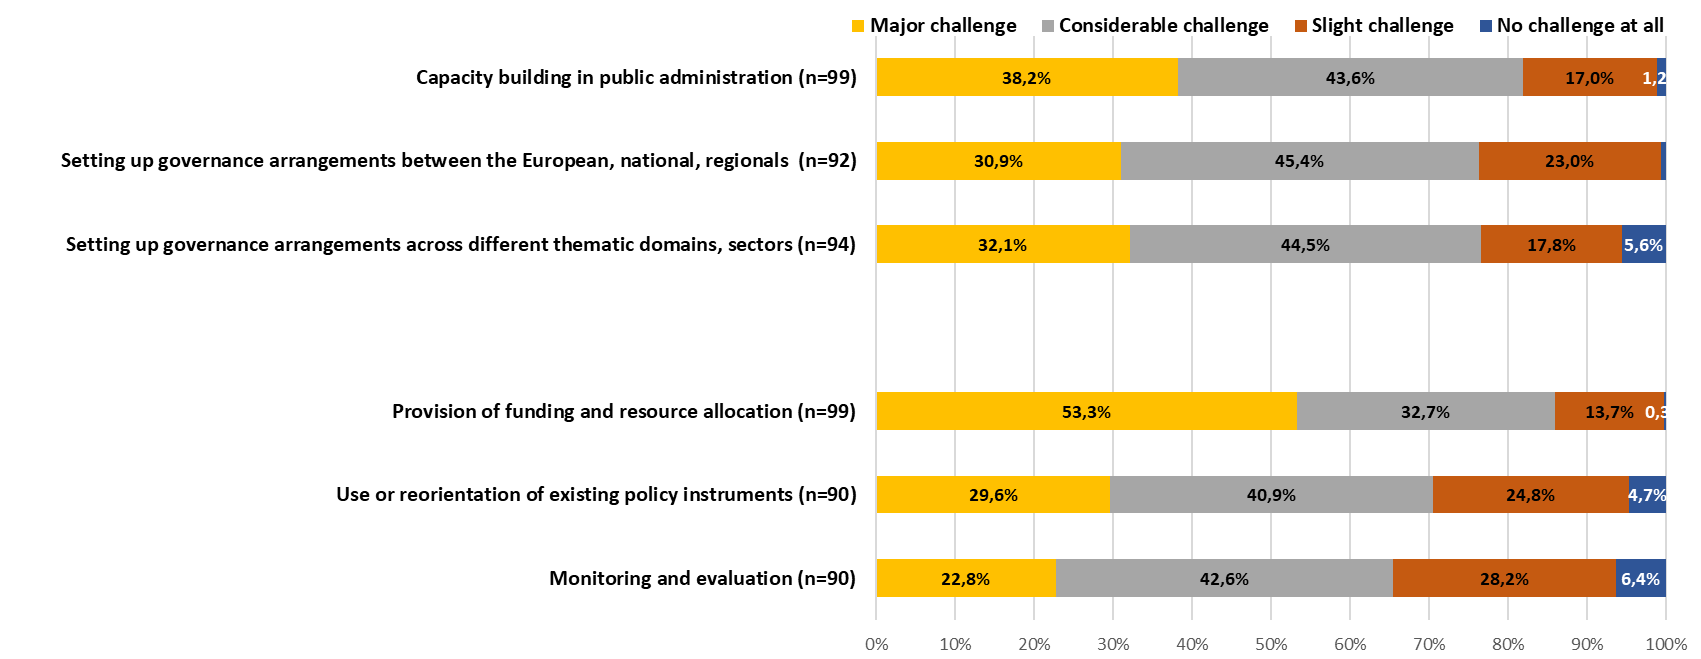 Major challenge Considerable challenge Slight challenge No challenge at all
Capacity building in public administration (n=99) 38,2% 43,6% 17,0% 1,2
Setting up governance arrangements between the European, national, regionals (n=92) 30,9% 45,4% 23,0%
Setting up governance arrangements across different thematic domains, sectors (n=94) 32,1% 44,5% 17,8% 5,6%
Provision of funding and resource allocation (n=99) 53,3% 32,7% 13,7% 0,3
Use or reorientation of existing policy instruments (n=90) 29,6% 40,9% 24,8% 4,7%
Monitoring and evaluation (n=90) 22,8% 42,6% 28,2% 6,4%
0% 10% 20% 30% 40% 50% 60% 70% 80% 90% 100%